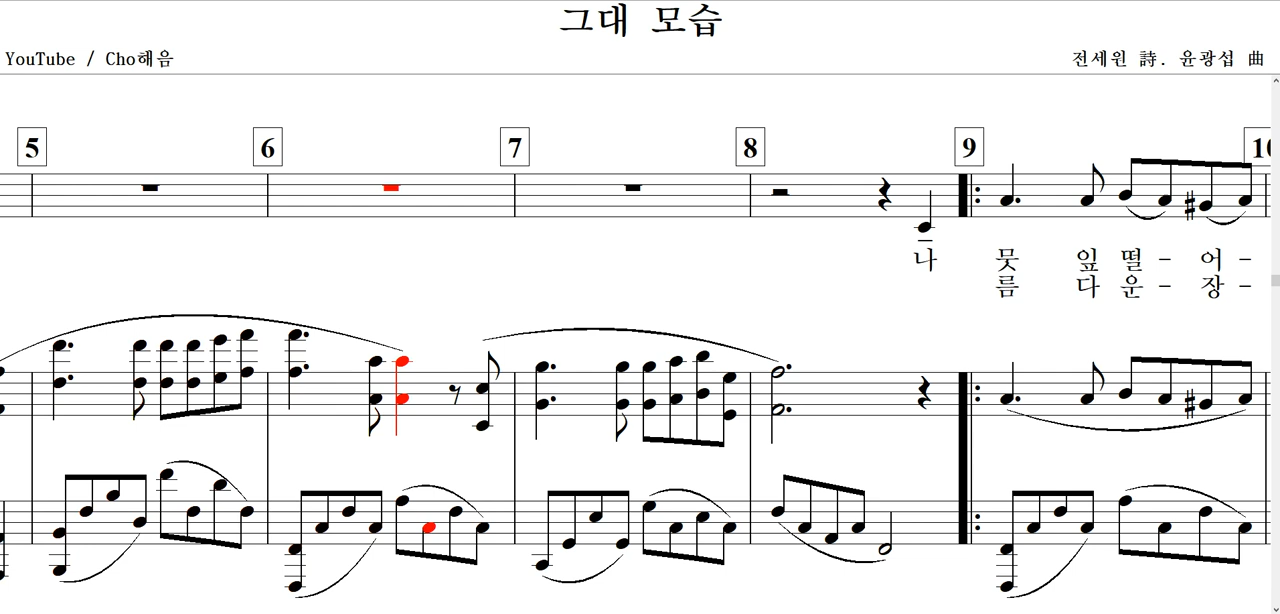 그대 모습
YouTube / Cho해음
전세원 詩. 윤광섭 曲
5 6 7 8 9 10
나 뭇 잎 떨 - 어 -
름 다 운 - 장 -